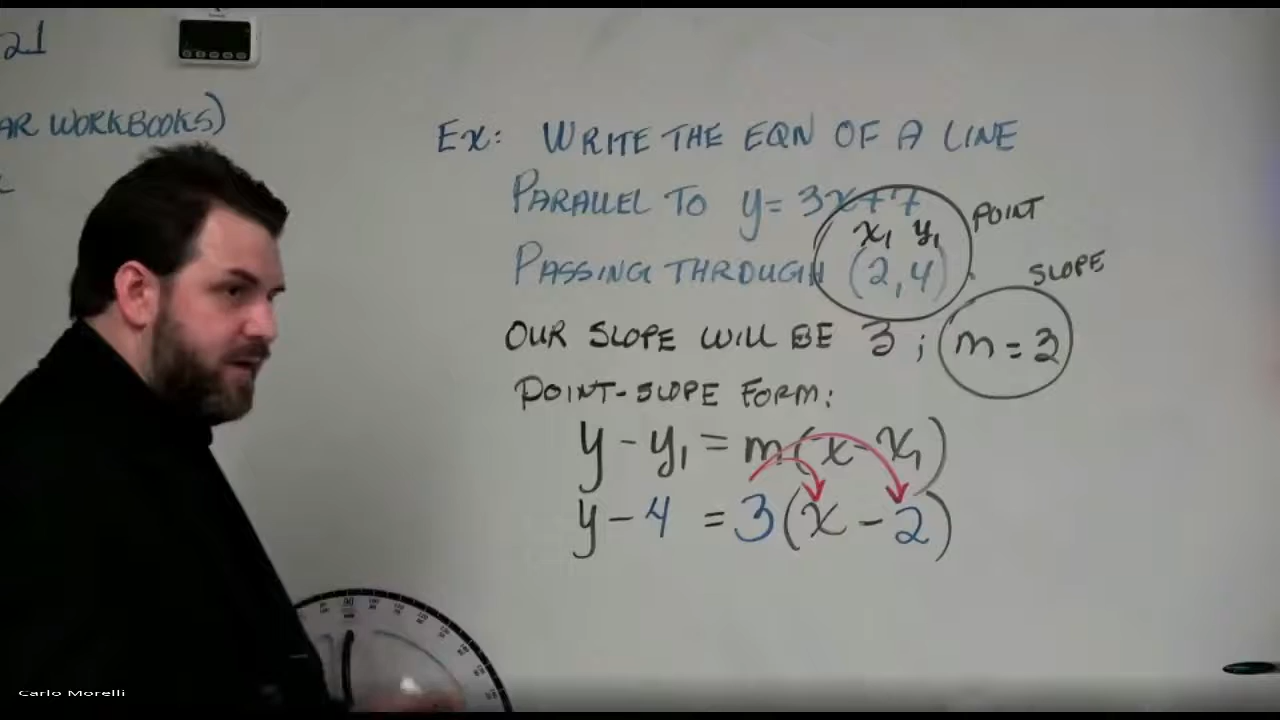 21
AR WORKBOOKS)
Ex: WRITE THE EQN OF A LINE
PARALLEL TO y = 3x+7
POINT
x₁ y₁
PASSING THROUGH (2,4).
SLOPE
OUR SLOPE WILL BE 3 ; m = 3
POINT-SLOPE FORM:
y - y₁ = m(x - x₁)
y - 4 = 3(x - 2)
Carlo Morelli